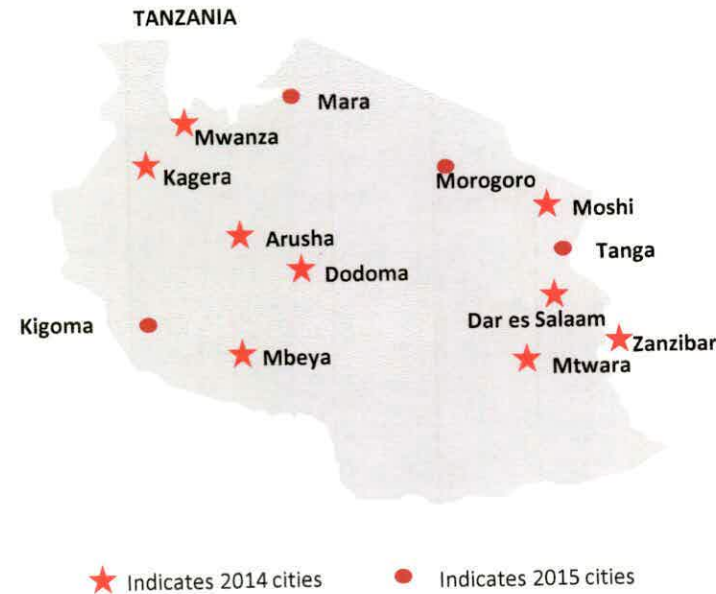 TANZANIA
Mara
Mwanza
Kagera
Morogoro
Moshi
Arusha
Tanga
Dodoma
Kigoma
Dar es Salaam
Zanzibar
Mbeya
Mtwara
Indicates 2014 cities
Indicates 2015 cities